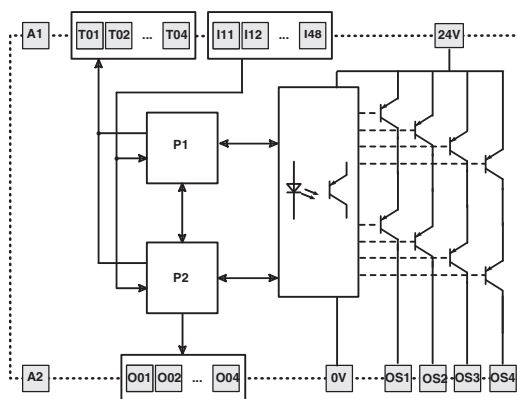 A1 T01 T02 ... T04 I11 I12 ... I48 24V
P1
P2
A2 O01 O02 ... O04 0V OS1 OS2 OS3 OS4